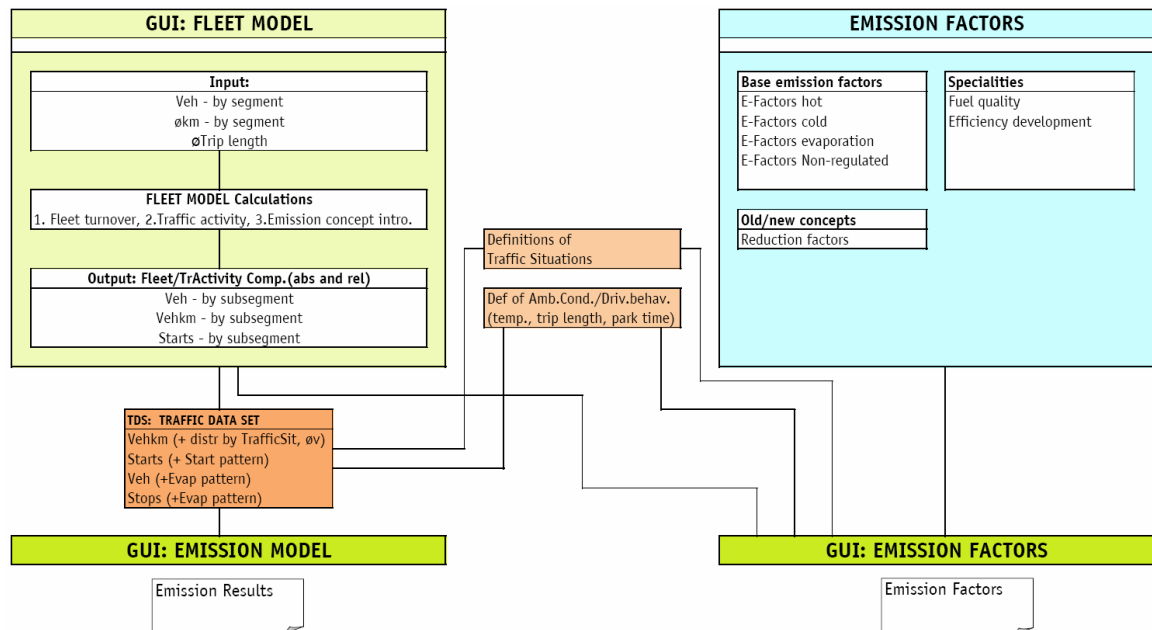 GUI: FLEET MODEL
Input:
Veh - by segment
økm - by segment
øTrip length
FLEET MODEL Calculations
1. Fleet turnover, 2.Traffic activity, 3.Emission concept intro.
Output: Fleet/TrActivity Comp.(abs and rel)
Veh - by subsegment
Vehkm - by subsegment
Starts - by subsegment
TDS: TRAFFIC DATA SET
Vehkm (+ distr by TrafficSit, øv)
Starts (+ Start pattern)
Veh (+Evap pattern)
Stops (+Evap pattern)
GUI: EMISSION MODEL
Emission Results
Definitions of
Traffic Situations
Def of Amb.Cond./Driv.behav.
(temp., trip length, park time)
EMISSION FACTORS
Base emission factors
E-Factors hot
E-Factors cold
E-Factors evaporation
E-Factors Non-regulated
Specialities
Fuel quality
Efficiency development
Old/new concepts
Reduction factors
GUI: EMISSION FACTORS
Emission Factors